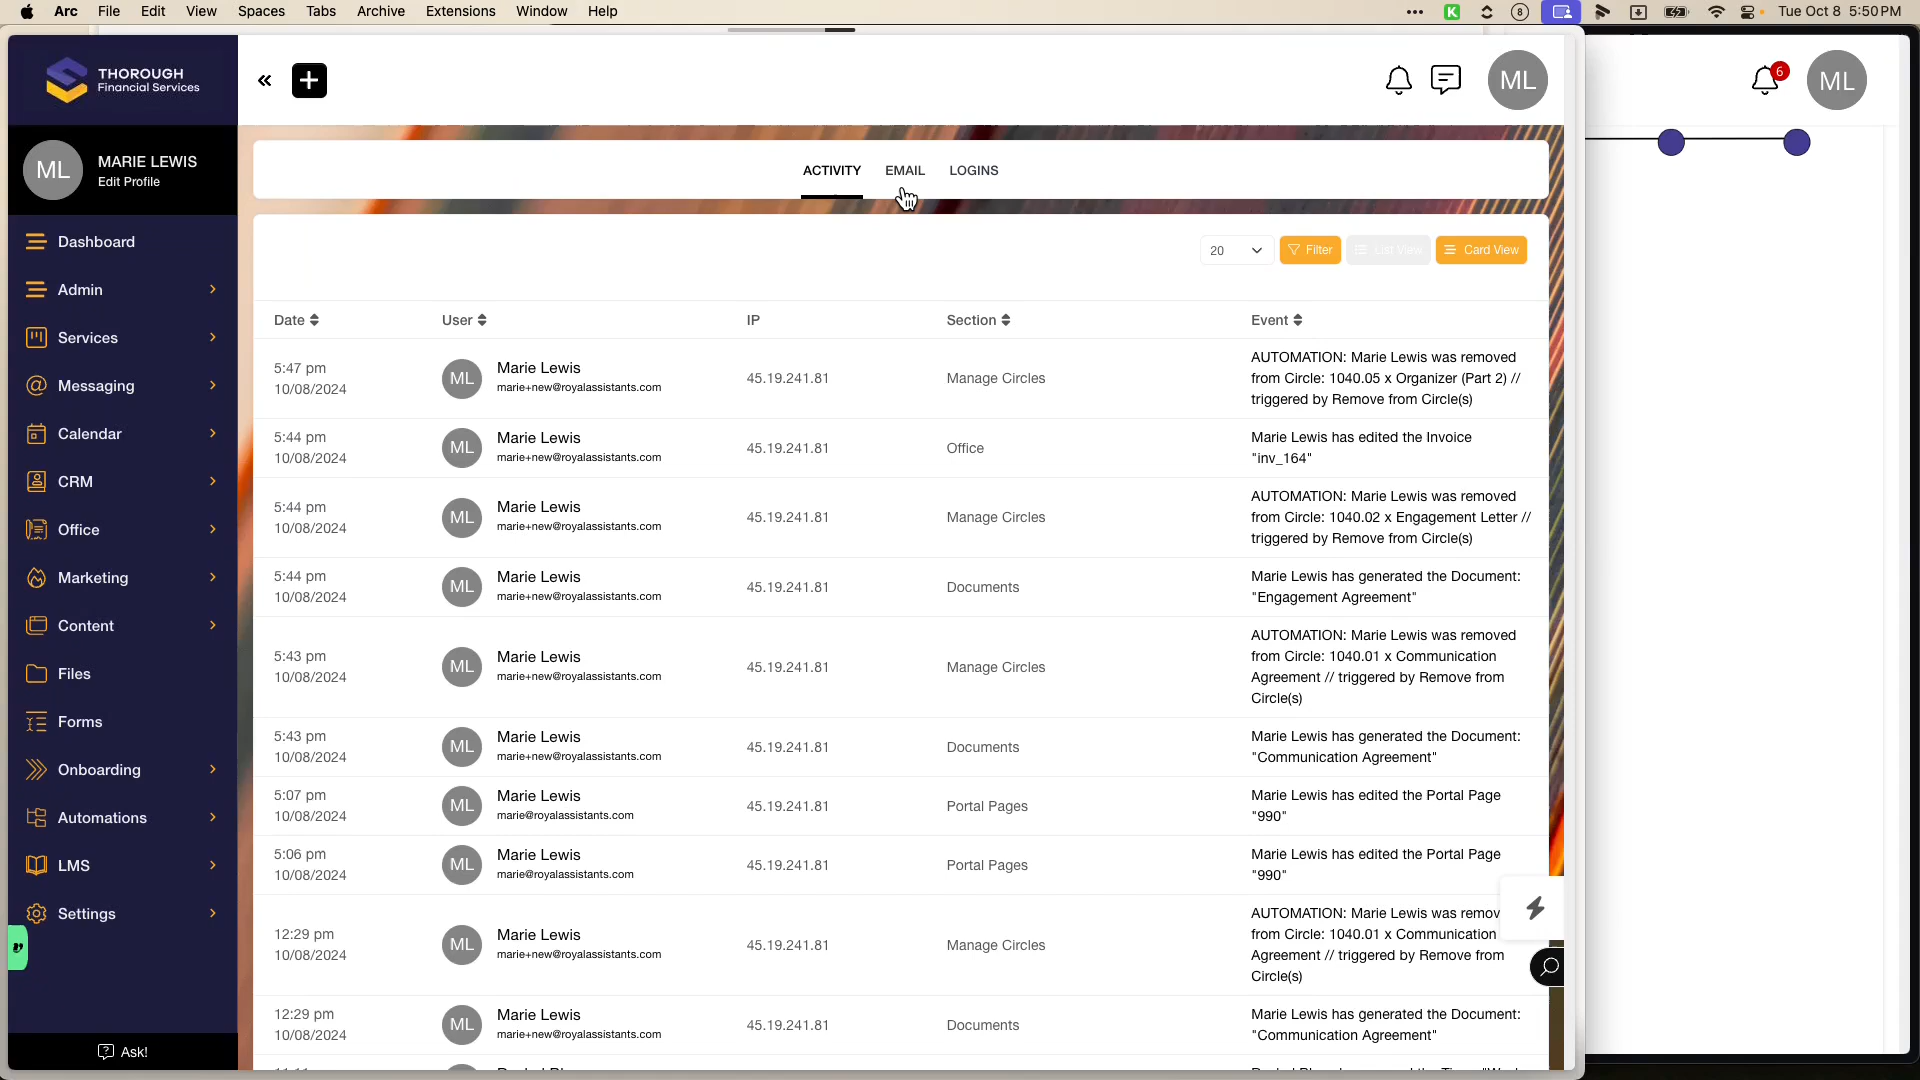 Arc File Edit View Spaces Tabs Archive Extensions Window Help
8 Tue Oct 8 5:50 PM
THOROUGH
Financial Services
ML
6 ML
ML MARIE LEWIS
Edit Profile
ACTIVITY EMAIL LOGINS
Dashboard
Admin
Services
Messaging
Calendar
CRM
Office
Marketing
Content
Files
Forms
Onboarding
Automations
LMS
Settings
Ask!
20 Filter List View Card View
Date User IP Section Event
5:47 pm
10/08/2024
ML Marie Lewis
marie+new@royalassistants.com
45.19.241.81
Manage Circles
AUTOMATION: Marie Lewis was removed
from Circle: 1040.05 x Organizer (Part 2) //
triggered by Remove from Circle(s)
5:44 pm
10/08/2024
ML Marie Lewis
marie+new@royalassistants.com
45.19.241.81
Office
Marie Lewis has edited the Invoice
"inv_164"
5:44 pm
10/08/2024
ML Marie Lewis
marie+new@royalassistants.com
45.19.241.81
Manage Circles
AUTOMATION: Marie Lewis was removed
from Circle: 1040.02 x Engagement Letter //
triggered by Remove from Circle(s)
5:44 pm
10/08/2024
ML Marie Lewis
marie+new@royalassistants.com
45.19.241.81
Documents
Marie Lewis has generated the Document:
"Engagement Agreement"
5:43 pm
10/08/2024
ML Marie Lewis
marie+new@royalassistants.com
45.19.241.81
Manage Circles
AUTOMATION: Marie Lewis was removed
from Circle: 1040.01 x Communication
Agreement // triggered by Remove from
Circle(s)
5:43 pm
10/08/2024
ML Marie Lewis
marie+new@royalassistants.com
45.19.241.81
Documents
Marie Lewis has generated the Document:
"Communication Agreement"
5:07 pm
10/08/2024
ML Marie Lewis
marie@royalassistants.com
45.19.241.81
Portal Pages
Marie Lewis has edited the Portal Page
"990"
5:06 pm
10/08/2024
ML Marie Lewis
marie@royalassistants.com
45.19.241.81
Portal Pages
Marie Lewis has edited the Portal Page
"990"
12:29 pm
10/08/2024
ML Marie Lewis
marie+new@royalassistants.com
45.19.241.81
Manage Circles
AUTOMATION: Marie Lewis was remov
from Circle: 1040.01 x Communication
Agreement // triggered by Remove from
Circle(s)
12:29 pm
10/08/2024
ML Marie Lewis
marie+new@royalassistants.com
45.19.241.81
Documents
Marie Lewis has generated the Document:
"Communication Agreement"